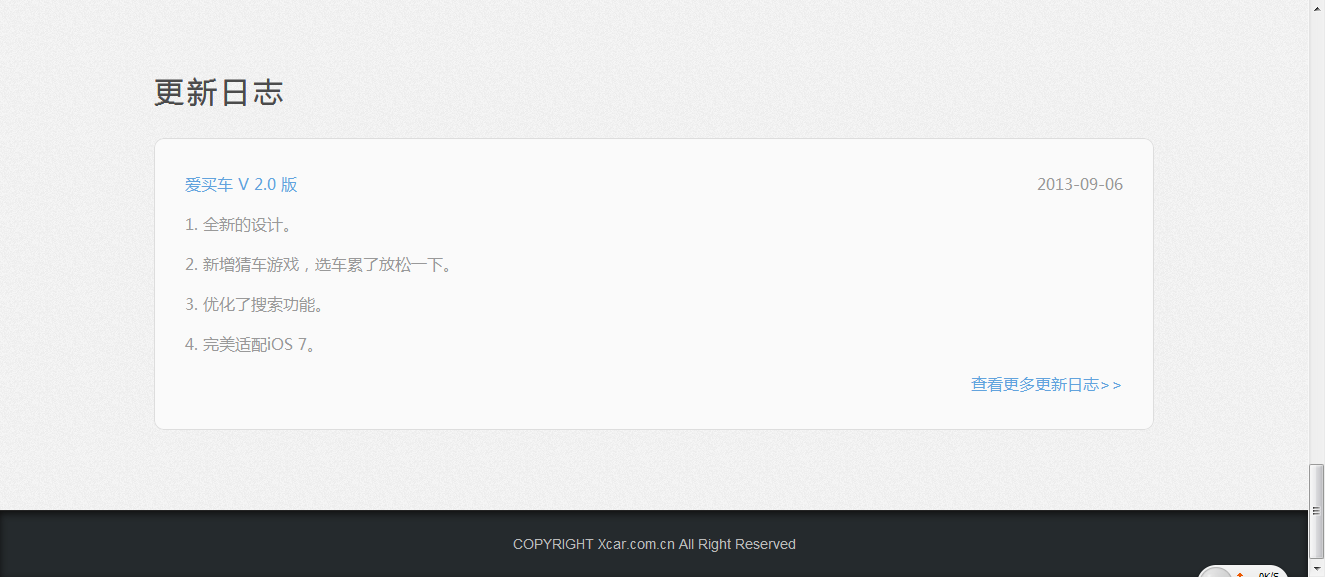 更新日志
爱买车 V 2.0 版 2013-09-06
1. 全新的设计。
2. 新增猜车游戏，选车累了放松一下。
3. 优化了搜索功能。
4. 完美适配iOS 7。
查看更多更新日志>>
COPYRIGHT Xcar.com.cn All Right Reserved